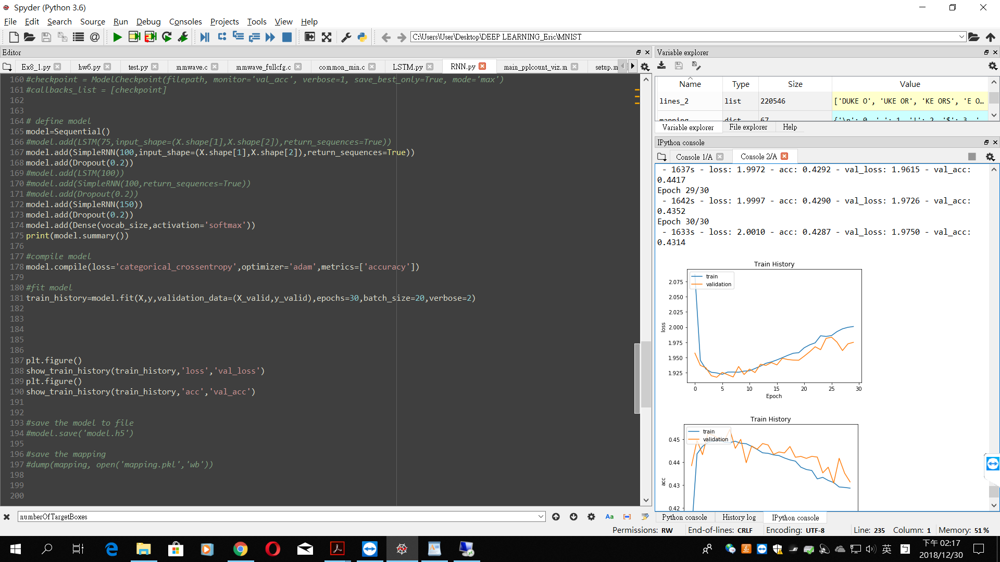 Spyder (Python 3.6)
File Edit Search Source Run Debug Consoles Projects Tools View Help
C:\Users\User\Desktop\DEEP LEARNING_Eric\MNIST
Editor
Ex8_1.py hw6.py test.py mmwave.c mmwave_fullcfg.c common_min.c LSTM.py RNN.py main_pplcount_viz.m setup.m
160 #checkpoint = ModelCheckpoint(filepath, monitor='val_acc', verbose=1, save_best_only=True, mode='max')
161 #callbacks_list = [checkpoint]
162
163
164 # define model
165 model=Sequential()
166 #model.add(LSTM(75,input_shape=(X.shape[1],X.shape[2]),return_sequences=True))
167 model.add(SimpleRNN(100,input_shape=(X.shape[1],X.shape[2]),return_sequences=True))
168 model.add(Dropout(0.2))
169 #model.add(LSTM(100))
170 #model.add(SimpleRNN(100,return_sequences=True))
171 #model.add(Dropout(0.2))
172 model.add(SimpleRNN(150))
173 model.add(Dropout(0.2))
174 model.add(Dense(vocab_size,activation='softmax'))
175 print(model.summary())
176
177 #compile model
178 model.compile(loss='categorical_crossentropy',optimizer='adam',metrics=['accuracy'])
179
180 #fit model
181 train_history=model.fit(X,y,validation_data=(X_valid,y_valid),epochs=30,batch_size=20,verbose=2)
182
183
184
185
186
187 plt.figure()
188 show_train_history(train_history,'loss','val_loss')
189 plt.figure()
190 show_train_history(train_history,'acc','val_acc')
191
192
193 #save the model to file
194 #model.save('model.h5')
195
196 #save the mapping
197 #dump(mapping, open('mapping.pkl','wb'))
198
199
200
numberOfTargetBoxes
Aa
Variable explorer
Name Type Size Value
lines_2 list 220546 ['DUKE O', 'UKE OR', 'KE ORS', 'E O…
mapping dict 67 {'\n': 0, ' ': 1, '!': 2, '$': 3, '
Variable explorer File explorer Help
IPython console
Console 1/A Console 2/A
- 1637s - loss: 1.9972 - acc: 0.4292 - val_loss: 1.9615 - val_acc:
0.4417
Epoch 29/30
- 1642s - loss: 1.9997 - acc: 0.4290 - val_loss: 1.9726 - val_acc:
0.4352
Epoch 30/30
- 1633s - loss: 2.0010 - acc: 0.4287 - val_loss: 1.9750 - val_acc:
0.4314
Train History
train
validation
2.075
2.050
2.025
2.000
1.975
1.950
1.925
loss
0 5 10 15 20 25 30
Epoch
Train History
train
validation
0.45
0.44
0.43
0.42
acc
Python console History log IPython console
Permissions: RW End-of-lines: CRLF Encoding: UTF-8 Line: 235 Column: 1 Memory: 51 %
英
下午 02:17
2018/12/30